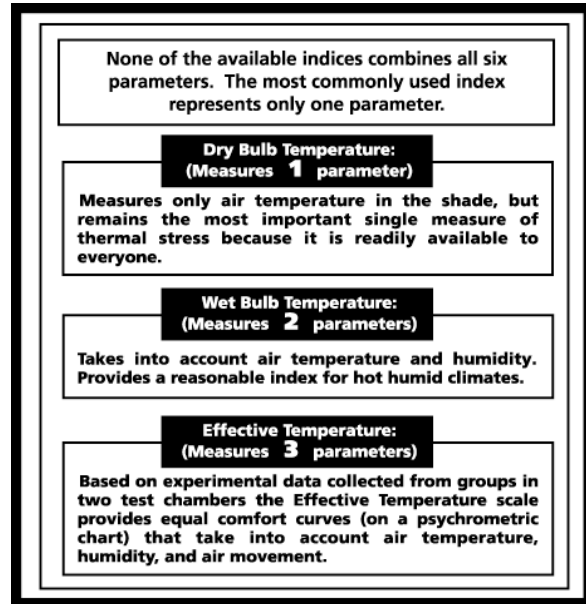 None of the available indices combines all six
parameters. The most commonly used index
represents only one parameter.
Dry Bulb Temperature:
(Measures 1 parameter)
Measures only air temperature in the shade, but
remains the most important single measure of
thermal stress because it is readily available to
everyone.
Wet Bulb Temperature:
(Measures 2 parameters)
Takes into account air temperature and humidity.
Provides a reasonable index for hot humid climates.
Effective Temperature:
(Measures 3 parameters)
Based on experimental data collected from groups in
two test chambers the Effective Temperature scale
provides equal comfort curves (on a psychrometric
chart) that take into account air temperature,
humidity, and air movement.